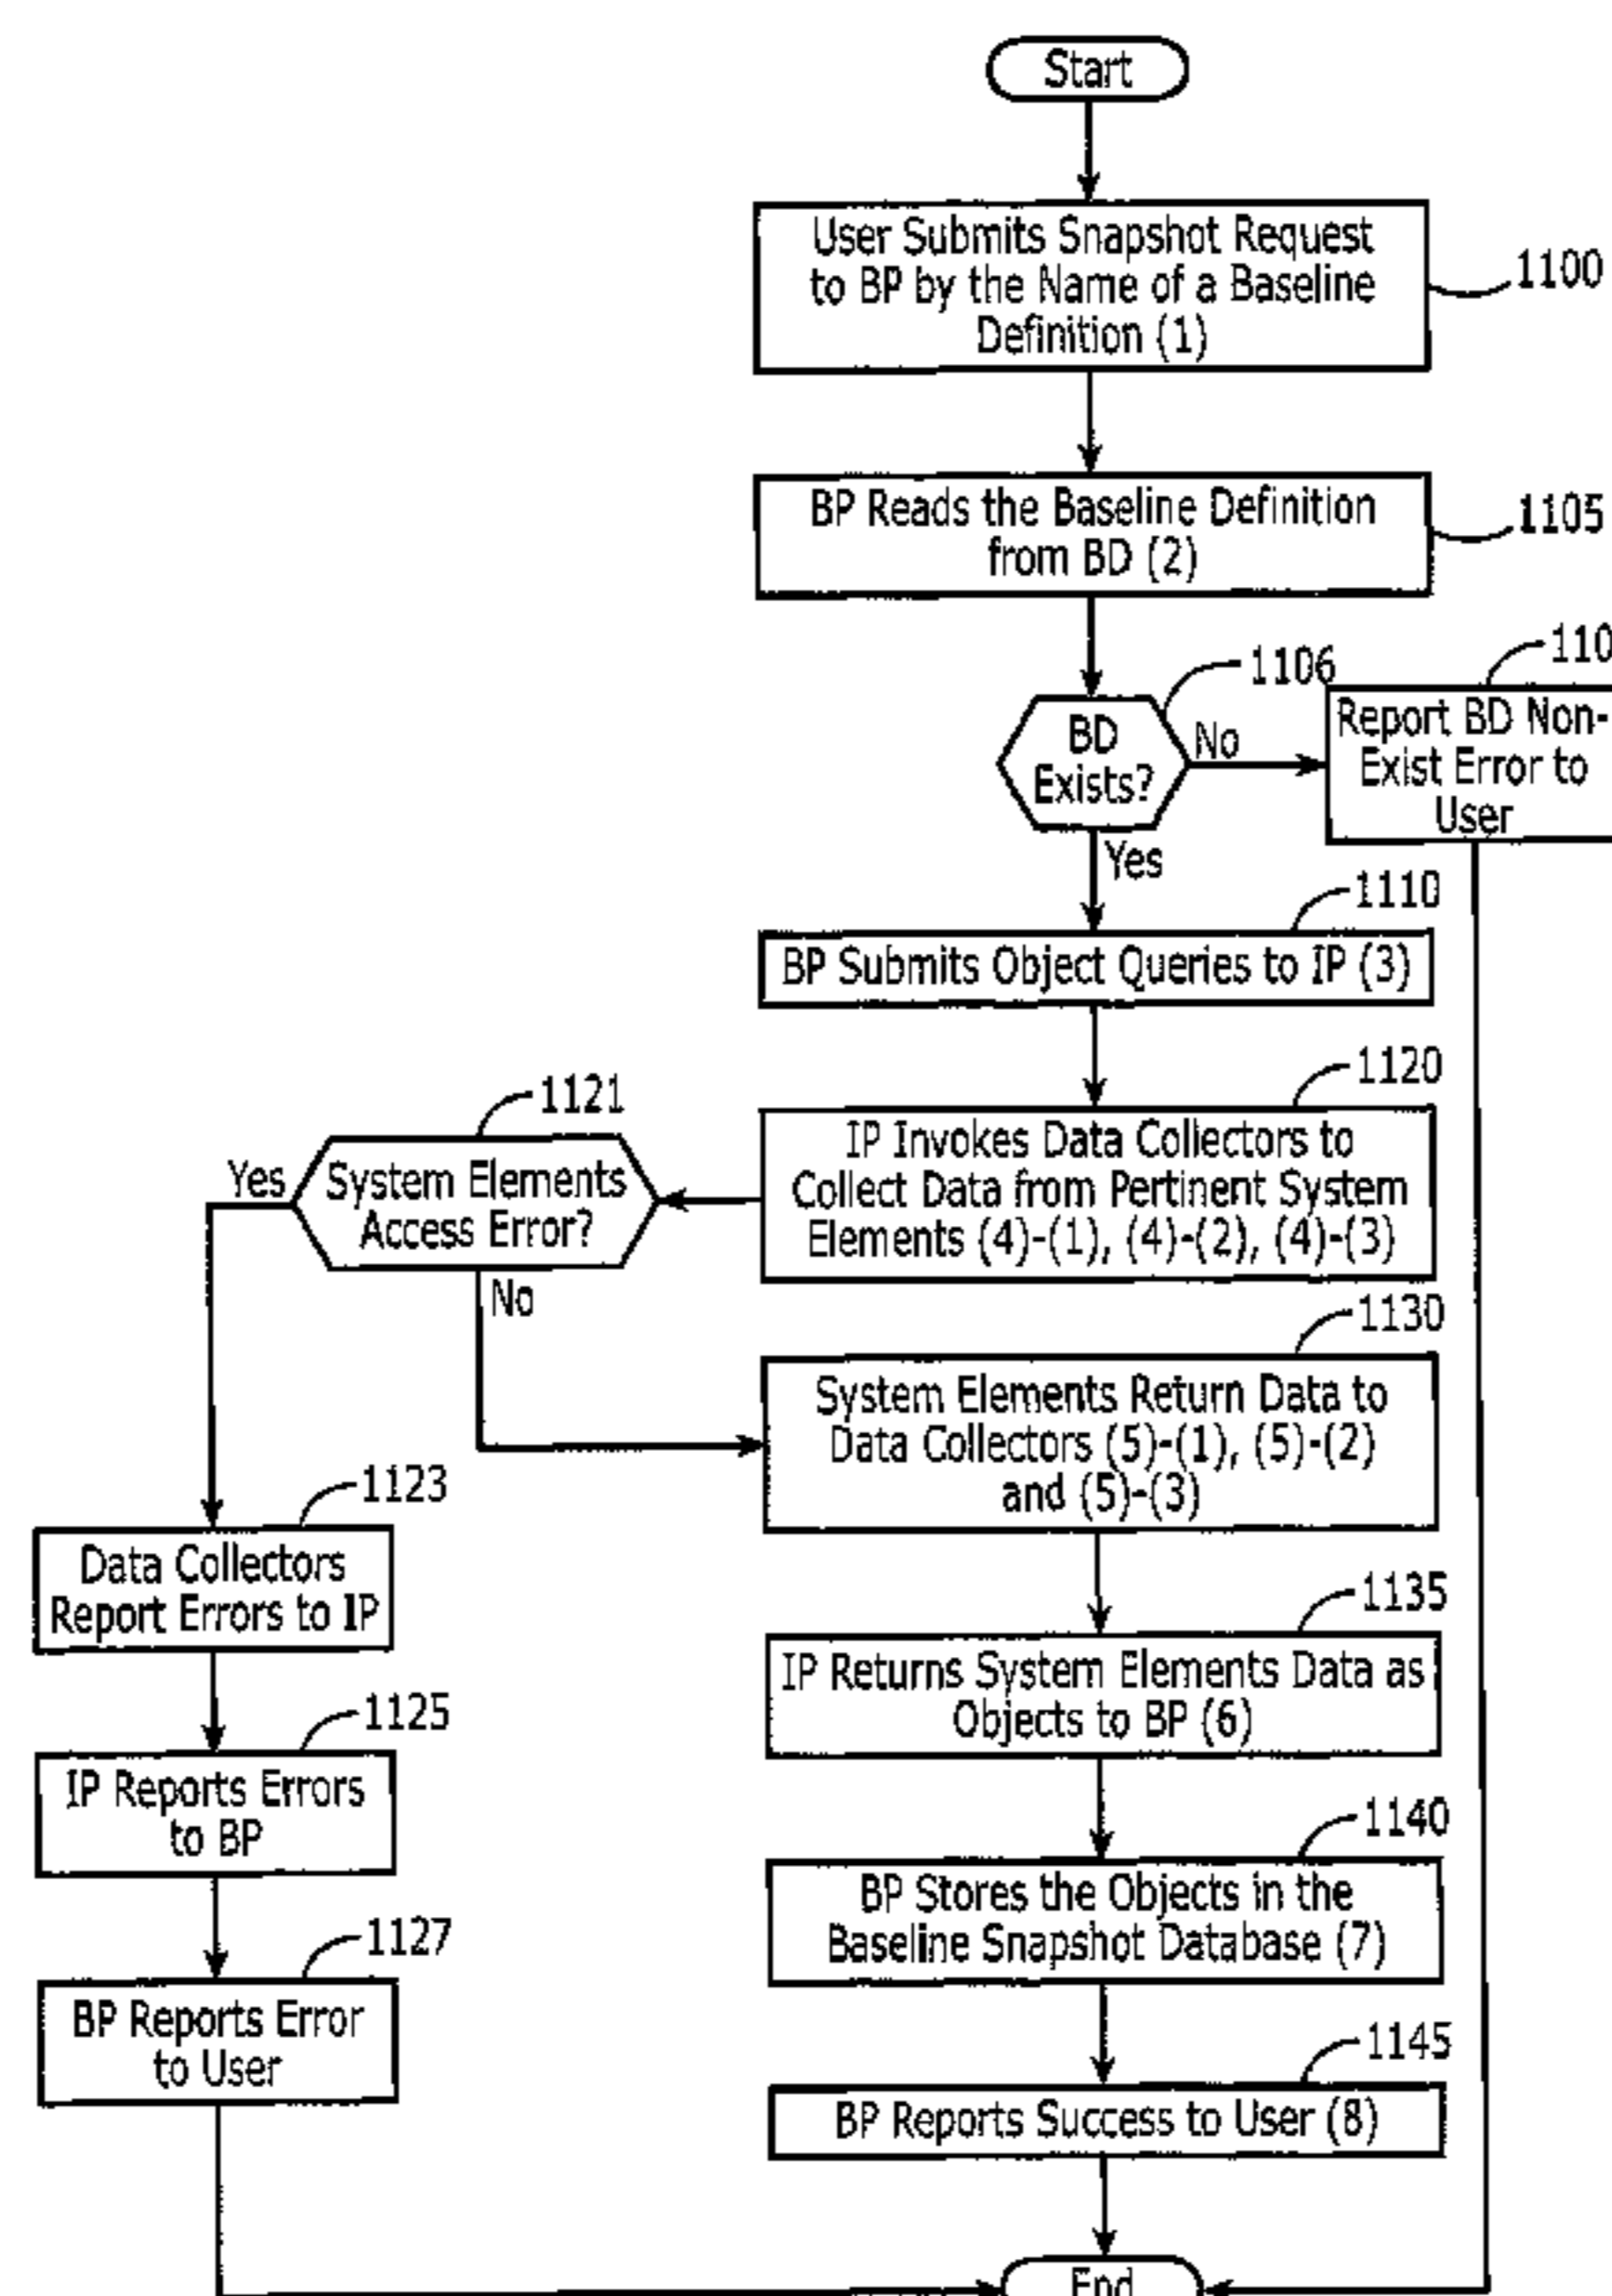 Start
User Submits Snapshot Request
to BP by the Name of a Baseline
Definition (1)
1100
BP Reads the Baseline Definition
from BD (2)
1105
1106
BD
Exists?
No
Yes
110
Report BD Non-
Exist Error to
User
1110
BP Submits Object Queries to IP (3)
1120
IP Invokes Data Collectors to
Collect Data from Pertinent System
Elements (4)-(1), (4)-(2), (4)-(3)
1121
System Elements
Access Error?
Yes
No
1130
System Elements Return Data to
Data Collectors (5)-(1), (5)-(2)
and (5)-(3)
1123
Data Collectors
Report Errors to IP
1135
IP Returns System Elements Data as
Objects to BP (6)
1125
IP Reports Errors
to BP
1140
BP Stores the Objects in the
Baseline Snapshot Database (7)
1127
BP Reports Error
to User
1145
BP Reports Success to User (8)
End